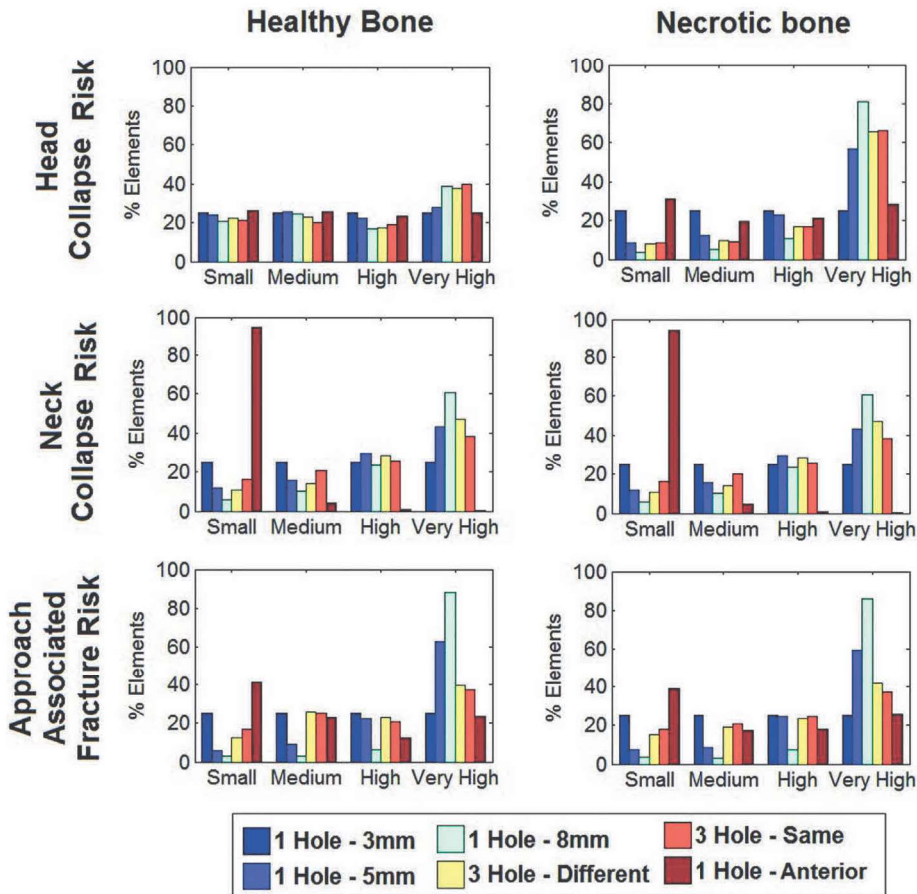 Healthy Bone
Necrotic bone
Head
Collapse Risk
% Elements
100
80
60
40
20
0
Small Medium High Very High
% Elements
100
80
60
40
20
0
Small Medium High Very High
Neck
Collapse Risk
% Elements
100
80
60
40
20
0
Small Medium High Very High
% Elements
100
80
60
40
20
0
Small Medium High Very High
Approach
Associated
Fracture Risk
% Elements
100
80
60
40
20
0
Small Medium High Very High
% Elements
100
80
60
40
20
0
Small Medium High Very High
1 Hole - 3mm
1 Hole - 8mm
3 Hole - Same
1 Hole - 5mm
3 Hole - Different
1 Hole - Anterior